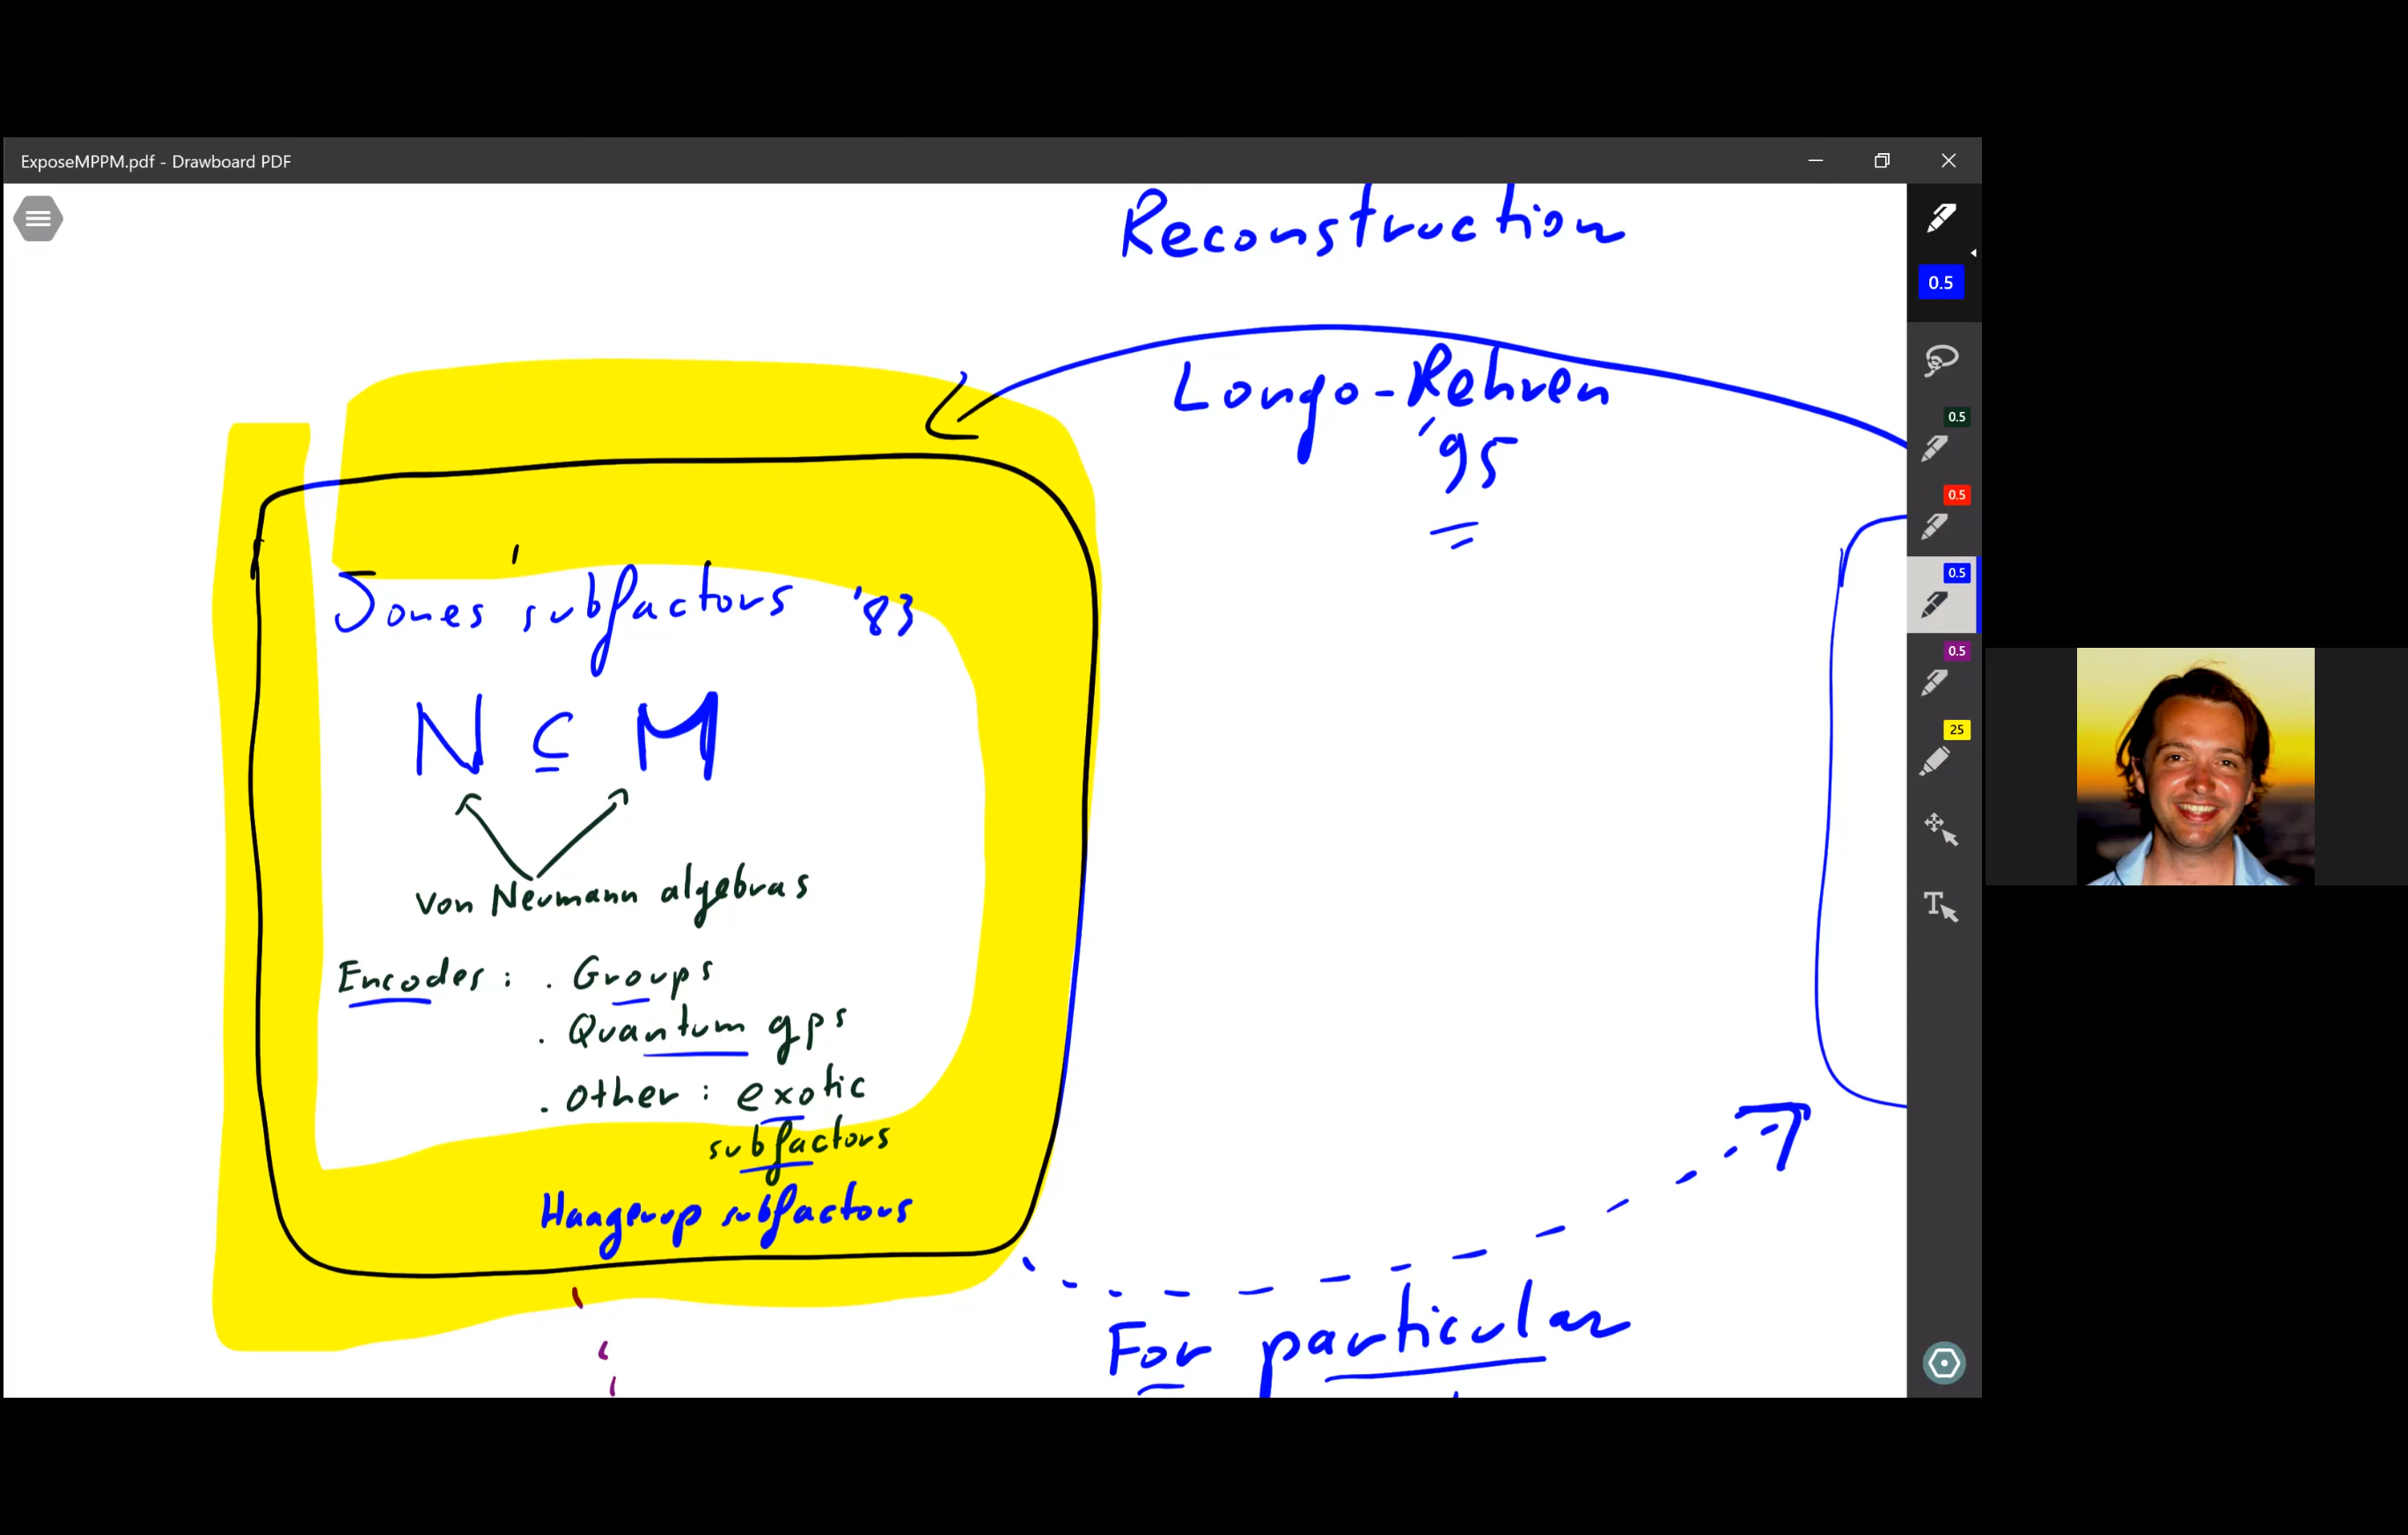 ExposeMPPM.pdf - Drawboard PDF
Reconstruction
0.5
Longo-Rehren
'95
0.5
0.5
0.5
0.5
25
Jones subfactors '83
N ⊆ M
von Neumann algebras
Encodes : . Groups
. Quantum gps
. Other : exotic
subfactors
Haagerup subfactors
For particular